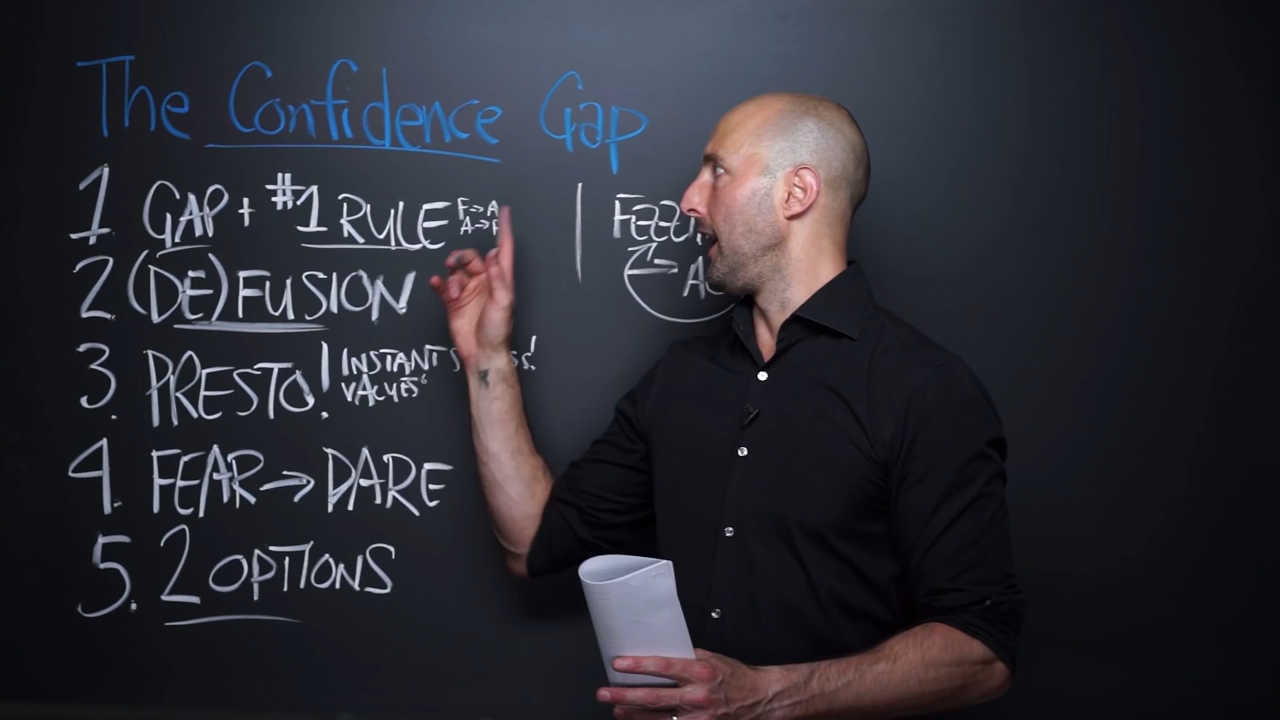 The Confidence Gap
1 GAP + #1 RULE
F→A
A→F
2 (DE)FUSION
3. PRESTO! INSTANT
VALUES
4. FEAR → DARE
5. 2 OPTIONS